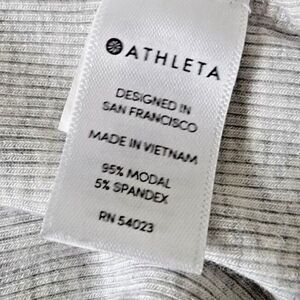 ATHLETA
DESIGNED IN
SAN FRANCISCO
MADE IN VIETNAM
95% MODAL
5% SPANDEX
RN 54023